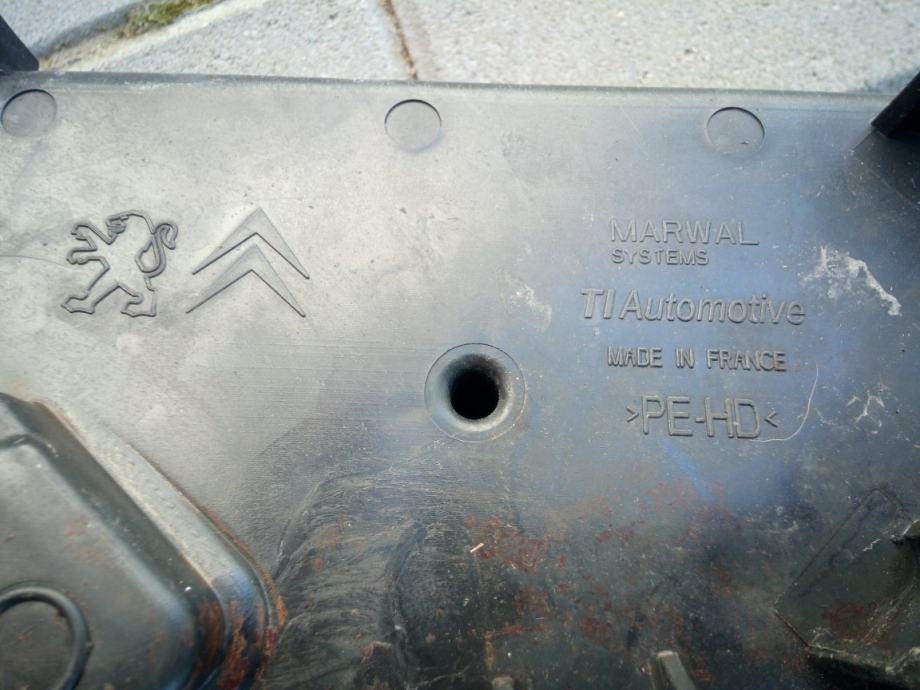 MARWAL
SYSTEMS
TI Automotive
MADE IN FRANCE
>PE-HD<